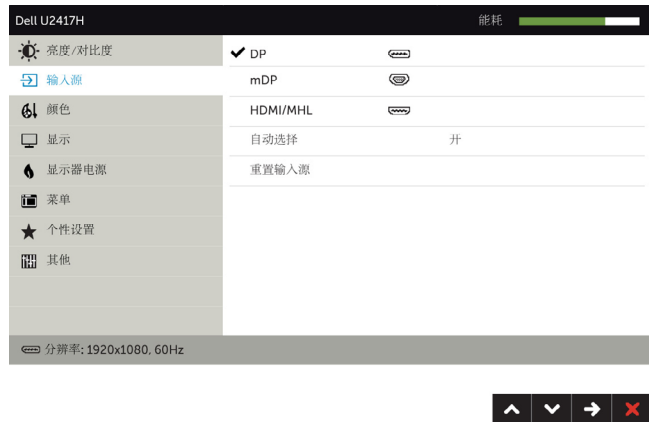 Dell U2417H 能耗
亮度/对比度
输入源
颜色
显示
显示器电源
菜单
个性设置
其他
DP
mDP
HDMI/MHL
自动选择 开
重置输入源
分辨率: 1920x1080, 60Hz